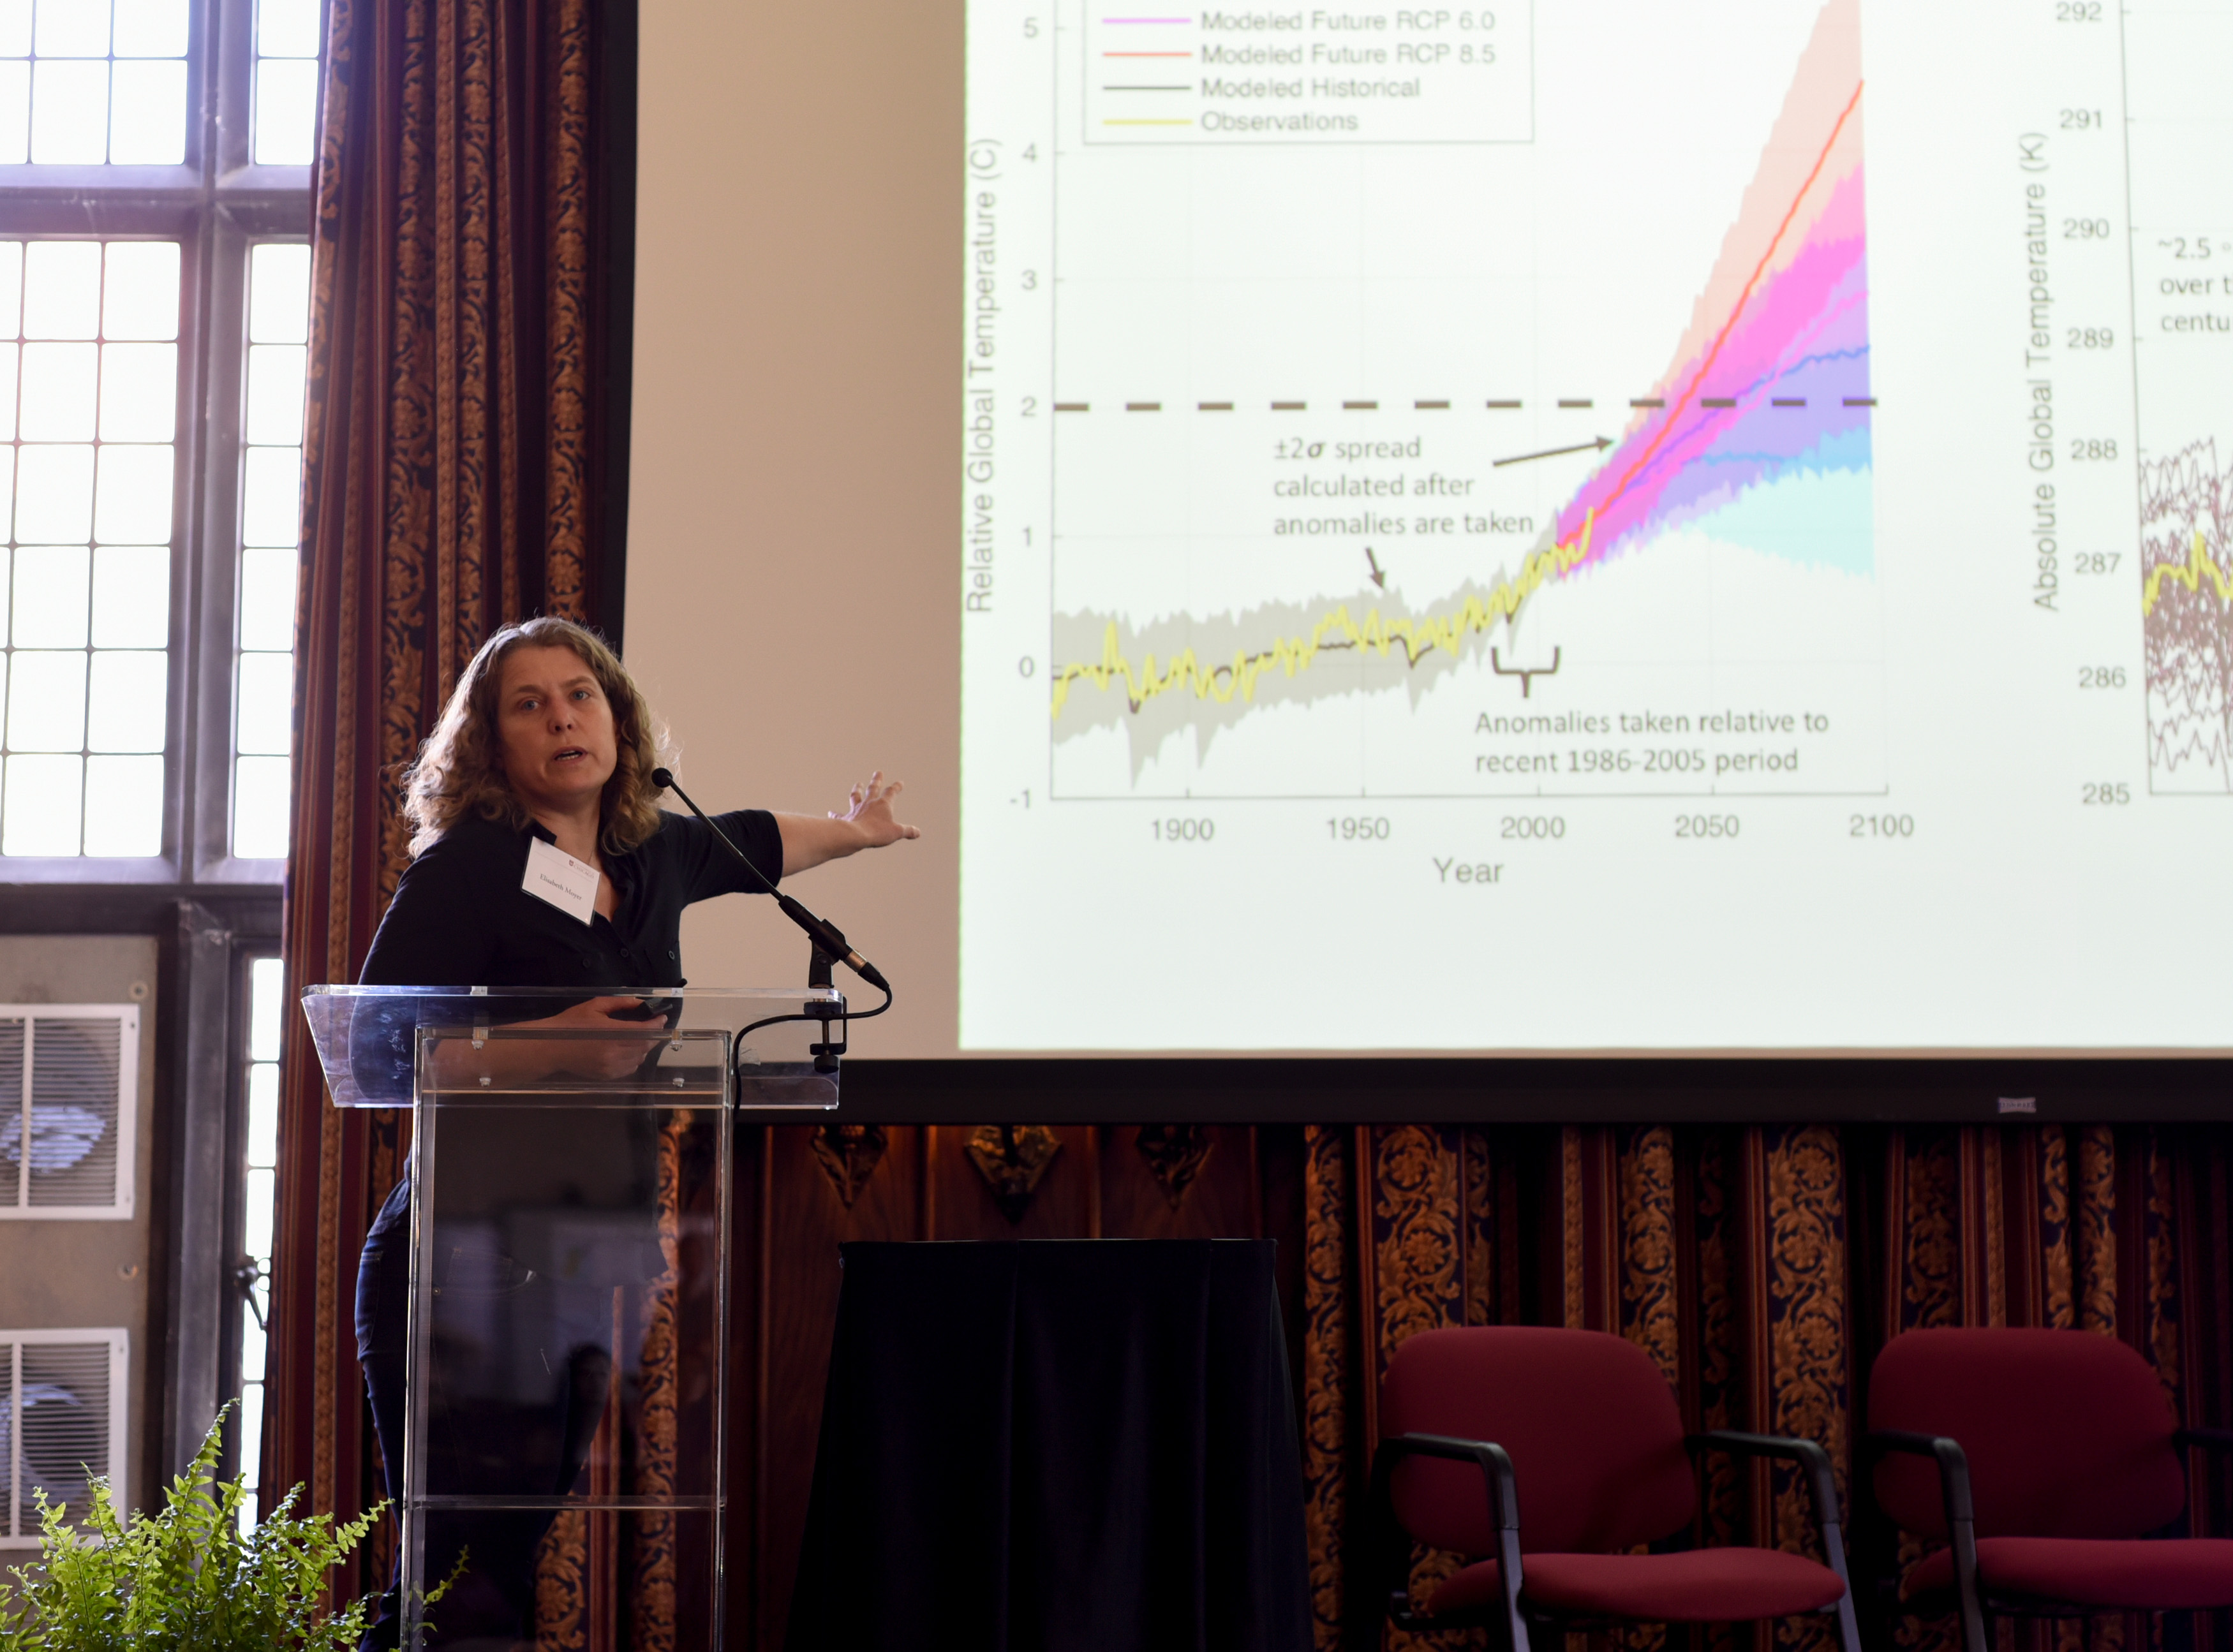 Modeled Future RCP 6.0
Modeled Future RCP 8.5
Modeled Historical
Observations
Relative Global Temperature (C)
5
4
3
2
1
0
-1
±2σ spread
calculated after
anomalies are taken
Anomalies taken relative to
recent 1986-2005 period
1900
1950
2000
2050
2100
Year
Absolute Global Temperature (K)
292
291
290
289
288
287
286
285
~2.5
over t
centu
Elisabeth Moyer